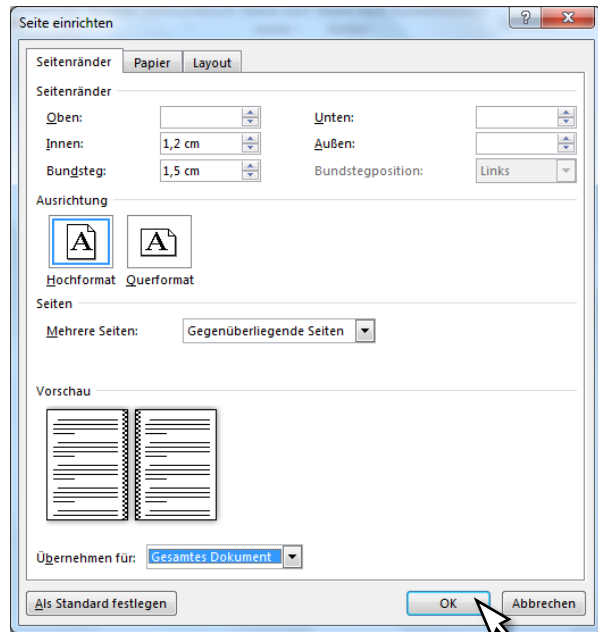 Seite einrichten
Seitenränder Papier Layout
Seitenränder
Oben: Unten:
Innen: 1,2 cm Außen:
Bundsteg: 1,5 cm Bundstegposition: Links
Ausrichtung
A A
Hochformat Querformat
Seiten
Mehrere Seiten: Gegenüberliegende Seiten
Vorschau
Übernehmen für: Gesamtes Dokument
Als Standard festlegen OK Abbrechen